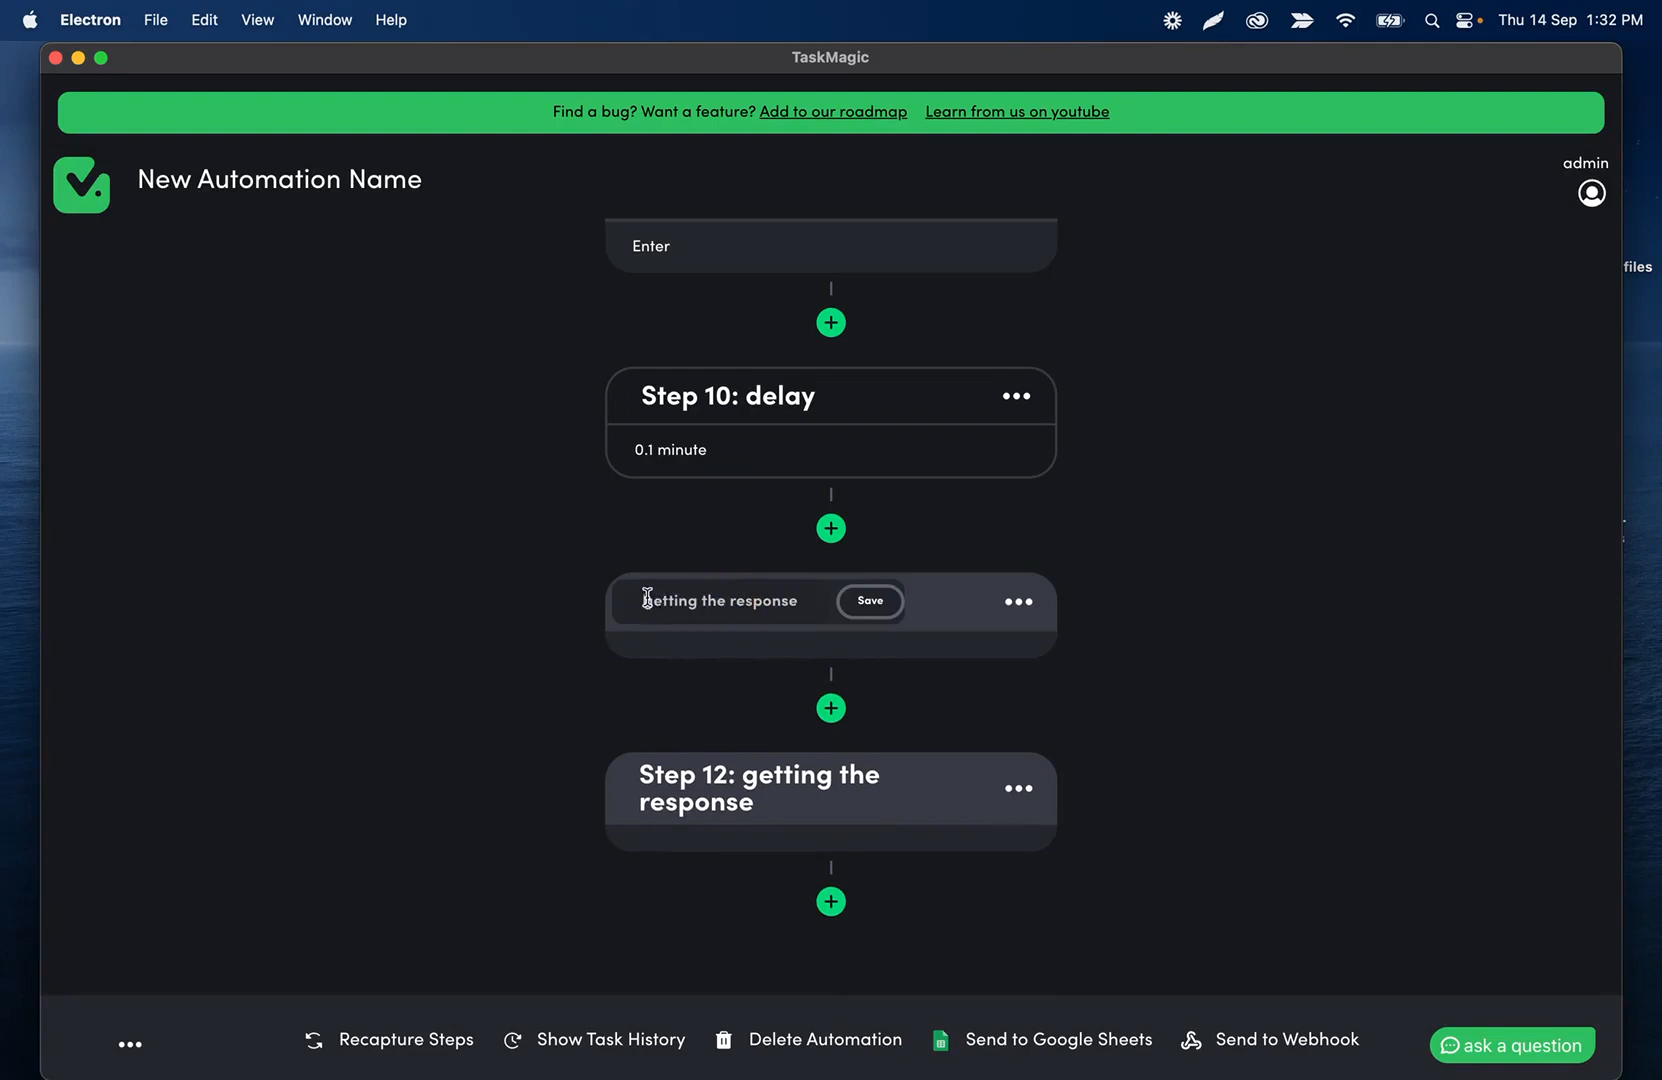 Electron File Edit View Window Help Thu 14 Sep 1:32 PM
TaskMagic
Find a bug? Want a feature? Add to our roadmap Learn from us on youtube
New Automation Name
admin
files
Enter
Step 10: delay
0.1 minute
getting the response Save
Step 12: getting the
response
Recapture Steps Show Task History Delete Automation Send to Google Sheets Send to Webhook ask a question